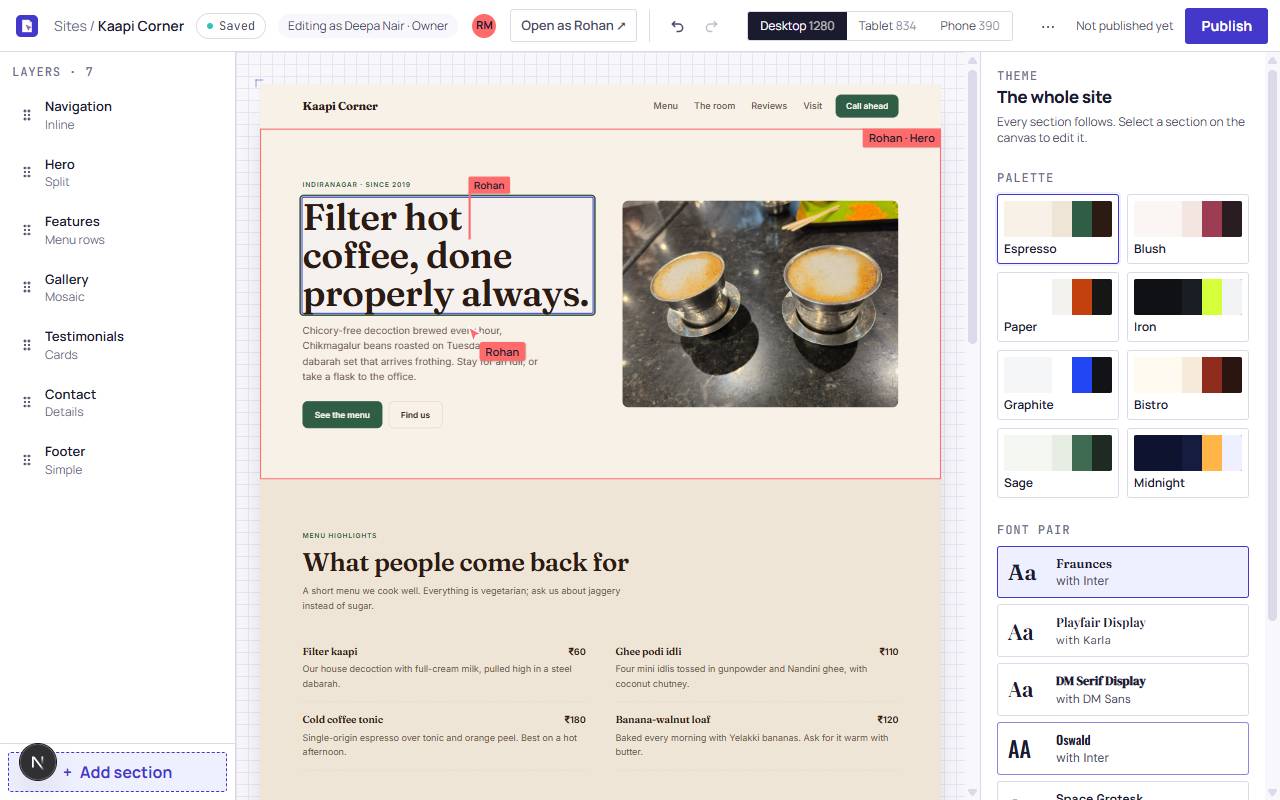 Sites / Kaapi Corner
Saved
Editing as Deepa Nair · Owner
RM
Open as Rohan ↗
Desktop 1280
Tablet 834
Phone 390
···
Not published yet
Publish
LAYERS · 7
Navigation
Inline
Hero
Split
Features
Menu rows
Gallery
Mosaic
Testimonials
Cards
Contact
Details
Footer
Simple
N
+ Add section
Kaapi Corner
Menu
The room
Reviews
Visit
Call ahead
Rohan · Hero
INDIRANAGAR · SINCE 2019
Rohan
Filter hot
coffee, done
properly always.
Chicory-free decoction brewed every hour,
Chikmagalur beans roasted on
dabarah set that arrives frothing. Stay for an idli, or
take a flask to the office.
Rohan
See the menu
Find us
MENU HIGHLIGHTS
What people come back for
A short menu we cook well. Everything is vegetarian; ask us about jaggery
instead of sugar.
Filter kaapi ₹60
Our house decoction with full-cream milk, pulled high in a steel
dabarah.
Ghee podi idli ₹110
Four mini idlis tossed in gunpowder and Nandini ghee, with
coconut chutney.
Cold coffee tonic ₹180
Single-origin espresso over tonic and orange peel. Best on a hot
afternoon.
Banana-walnut loaf ₹120
Baked every morning with Yelakki bananas. Ask for it warm with
butter.
THEME
The whole site
Every section follows. Select a section on the
canvas to edit it.
PALETTE
Espresso
Blush
Paper
Iron
Graphite
Bistro
Sage
Midnight
FONT PAIR
Aa
Fraunces
with Inter
Aa
Playfair Display
with Karla
Aa
DM Serif Display
with DM Sans
AA
Oswald
with Inter
Space Grotesk